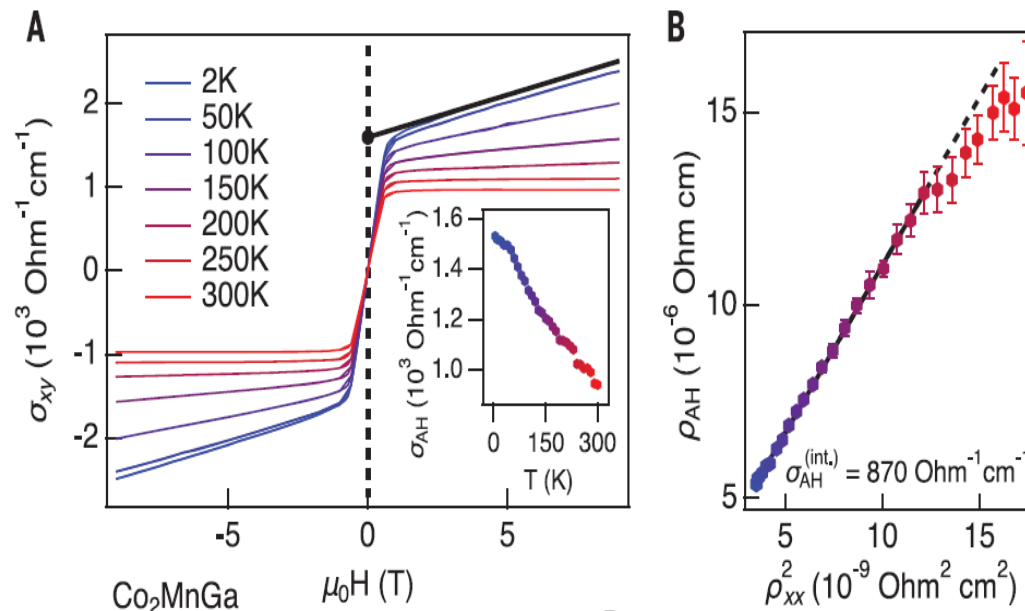 A
σxy (10³ Ohm⁻¹cm⁻¹)
2
1
0
-1
-2
2K
50K
100K
150K
200K
250K
300K
σAH (10³ Ohm⁻¹cm⁻¹)
1.6
1.4
1.2
1.0
0 150 300
T (K)
-5 0 5
μ₀H (T)
Co₂MnGa
B
ρAH (10⁻⁶ Ohm cm)
15
10
5
σAH(int.) = 870 Ohm⁻¹cm⁻¹
5 10 15
ρ²xx (10⁻⁹ Ohm² cm²)